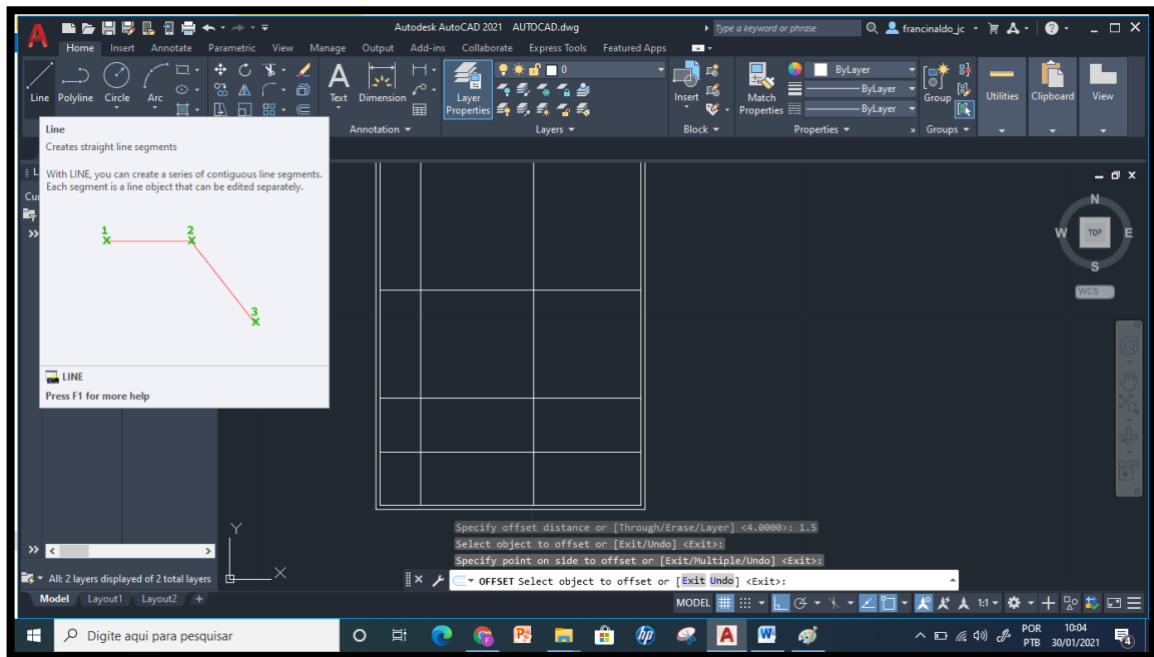 Autodesk AutoCAD 2021 AUTOCAD.dwg
Type a keyword or phrase
francinaldo_jc
Home Insert Annotate Parametric View Manage Output Add-ins Collaborate Express Tools Featured Apps
Line Polyline Circle Arc
Text Dimension
Layer Properties
0
Insert
Match Properties
ByLayer
ByLayer
ByLayer
Group
Utilities
Clipboard
View
Annotation
Layers
Block
Properties
Groups
Line
Creates straight line segments
With LINE, you can create a series of contiguous line segments.
Each segment is a line object that can be edited separately.
1
2
3
LINE
Press F1 for more help
N
W TOP E
S
WCS
Y
X
Specify offset distance or [Through/Erase/Layer] <4.0000>: 1.5
Select object to offset or [Exit/Undo] <Exit>:
Specify point on side to offset or [Exit/Multiple/Undo] <Exit>:
OFFSET Select object to offset or [Exit Undo] <Exit>:
All: 2 layers displayed of 2 total layers
Model Layout1 Layout2 +
MODEL
1:1
Digite aqui para pesquisar
POR
PTB
10:04
30/01/2021
4